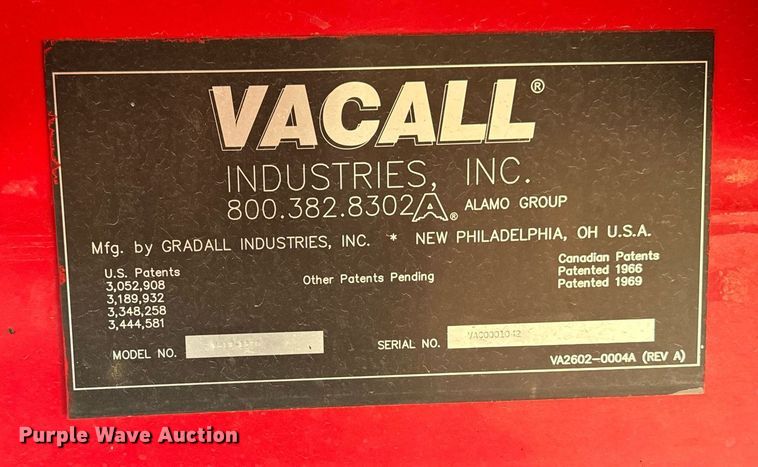 VACALL®
INDUSTRIES, INC.
800.382.8302 A® ALAMO GROUP
Mfg. by GRADALL INDUSTRIES, INC. * NEW PHILADELPHIA, OH U.S.A.
U.S. Patents
3,052,908
3,189,932
3,348,258
3,444,581
Other Patents Pending
Canadian Patents
Patented 1966
Patented 1969
MODEL NO.
SERIAL NO. VAC0001042
VA2602-0004A (REV A)
Purple Wave Auction